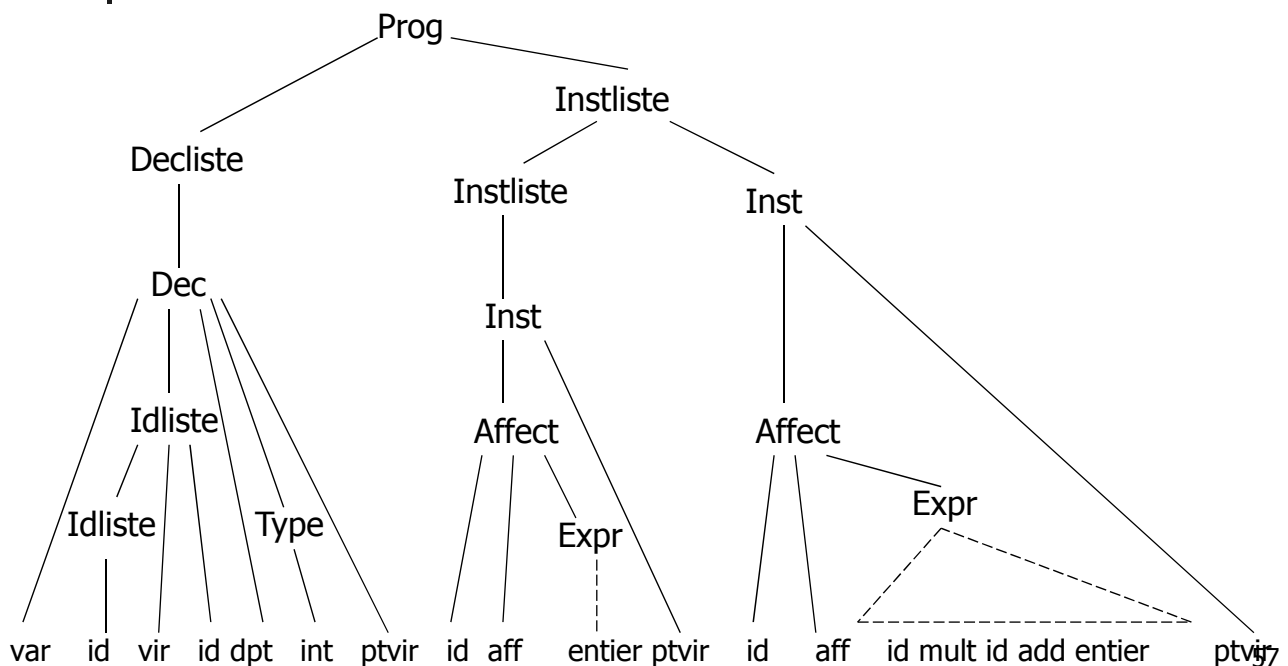 Prog
Instliste
Decliste
Instliste
Inst
Dec
Inst
Idliste
Affect
Affect
Expr
Idliste
Type
Expr
var id vir id dpt int ptvir id aff entier ptvir id aff id mult id add entier ptvir
57